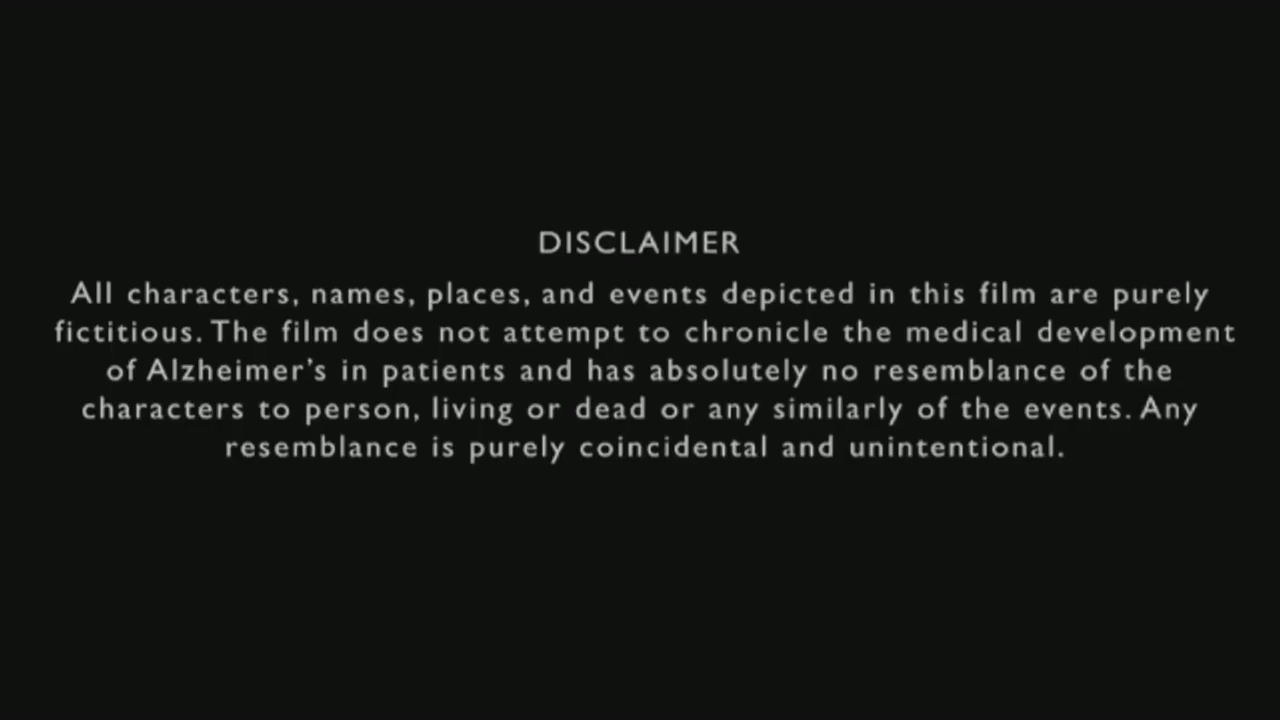 DISCLAIMER
All characters, names, places, and events depicted in this film are purely
fictitious. The film does not attempt to chronicle the medical development
of Alzheimer’s in patients and has absolutely no resemblance of the
characters to person, living or dead or any similarly of the events. Any
resemblance is purely coincidental and unintentional.